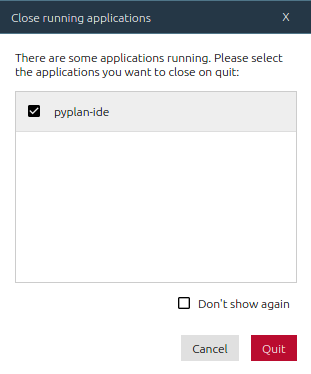 Close running applications X
There are some applications running. Please select
the applications you want to close on quit:
pyplan-ide
Don't show again
Cancel Quit